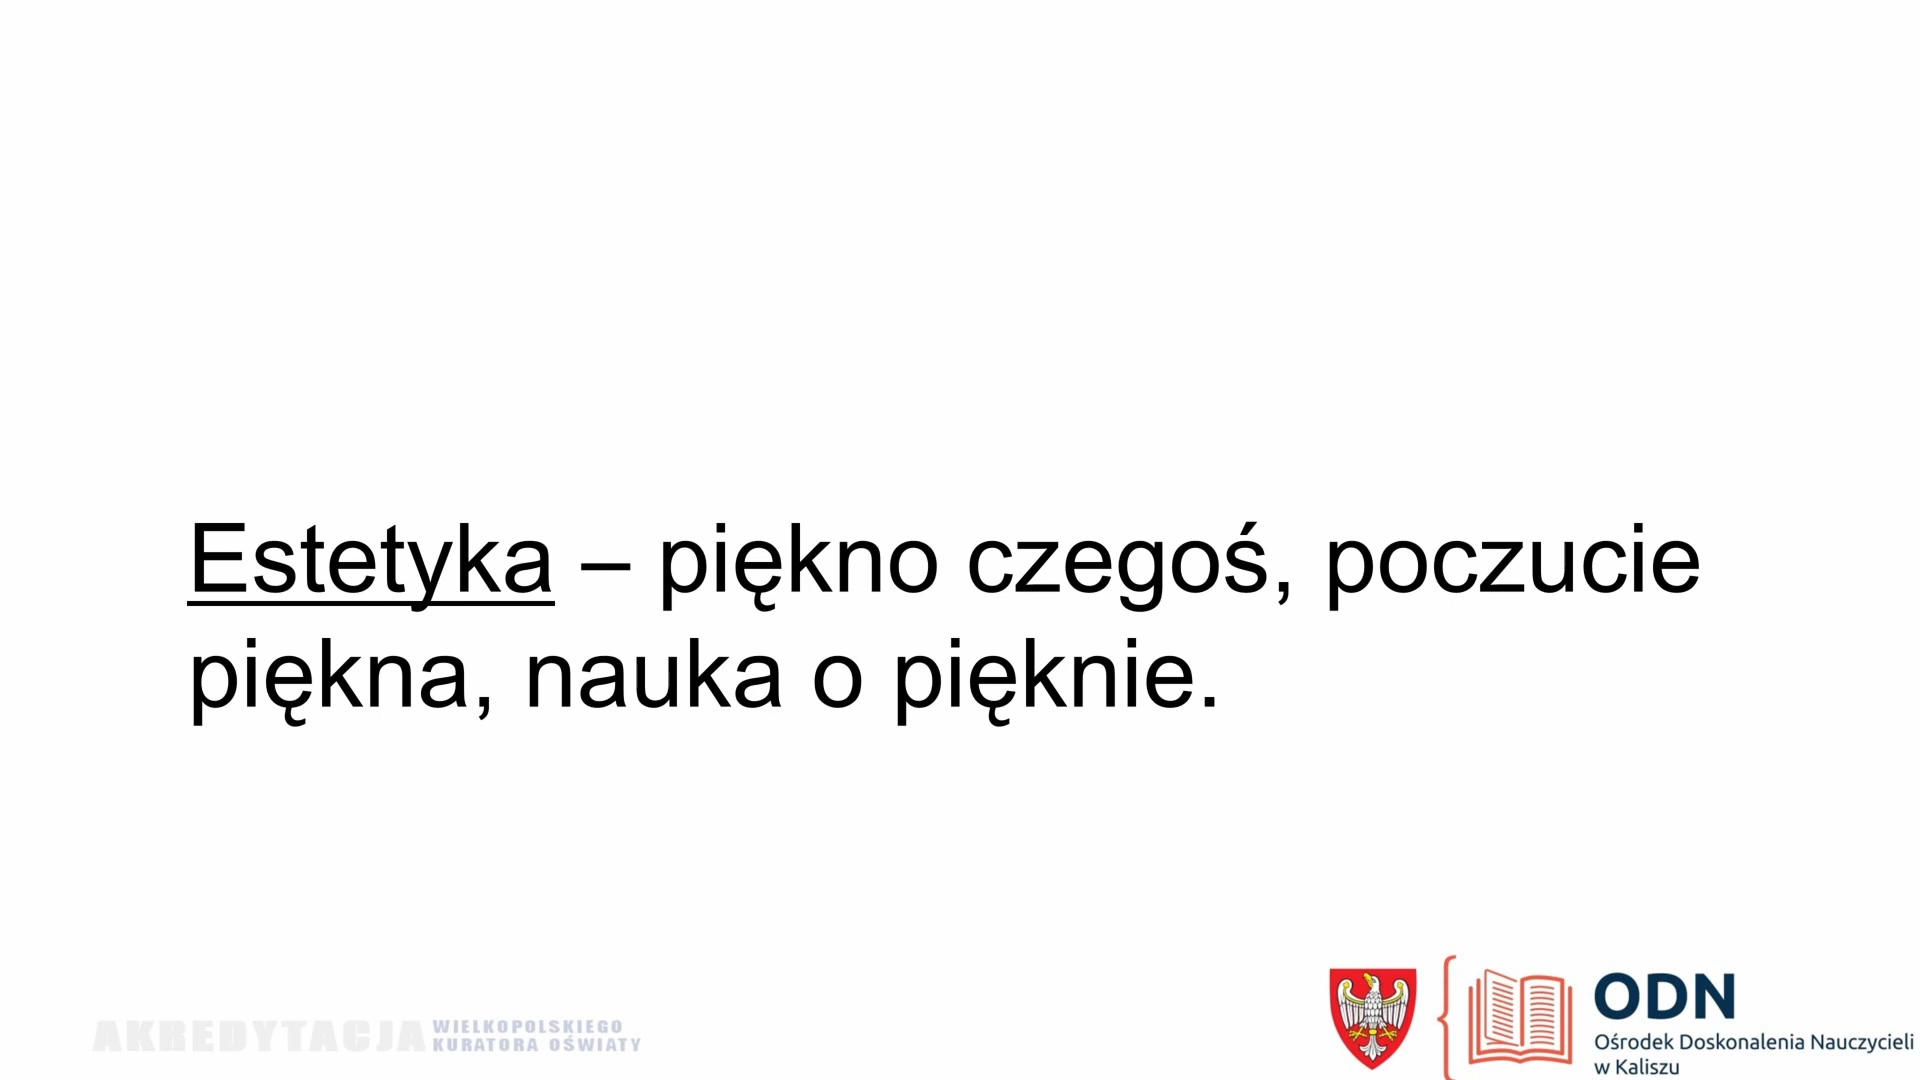 Estetyka – piękno czegoś, poczucie
piękna, nauka o pięknie.
AKREDYTACJA WIELKOPOLSKIEGO
KURATORA OŚWIATY
ODN
Ośrodek Doskonalenia Nauczycieli
w Kaliszu